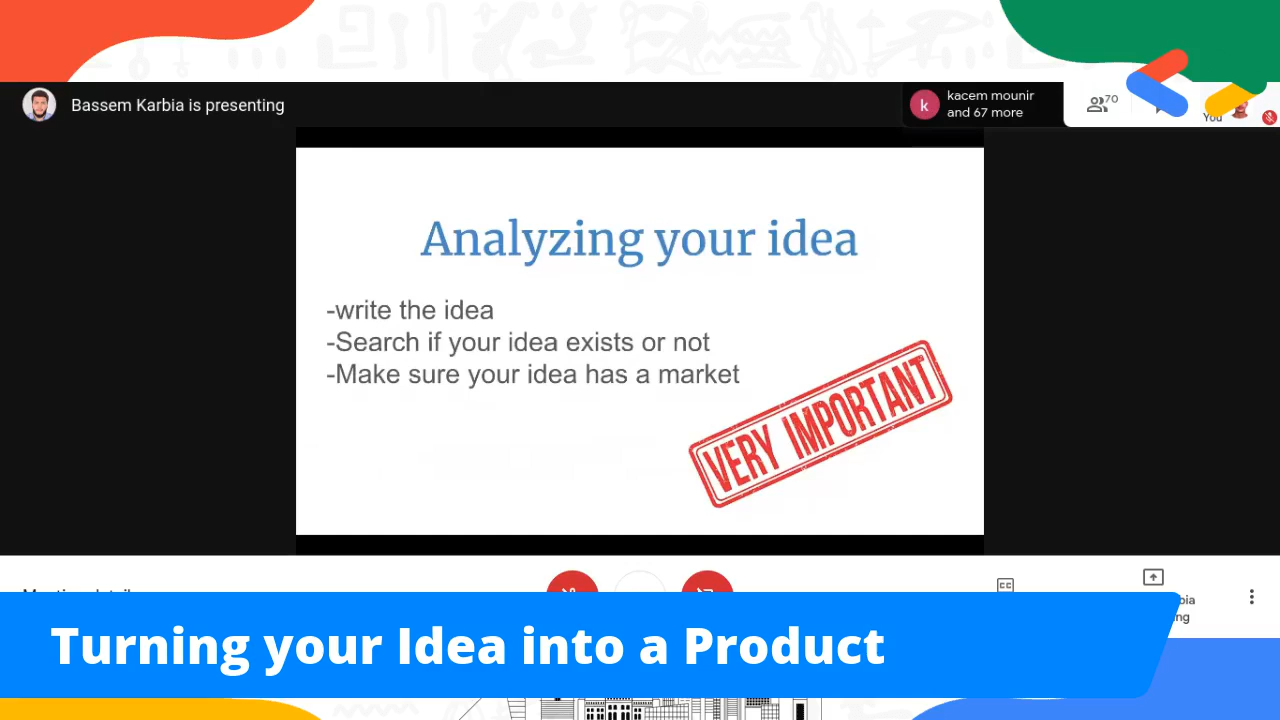 Bassem Karbia is presenting
k
kacem mounir
and 67 more
70
You
Analyzing your idea
-write the idea
-Search if your idea exists or not
-Make sure your idea has a market
VERY IMPORTANT
CC
Turning your Idea into a Product